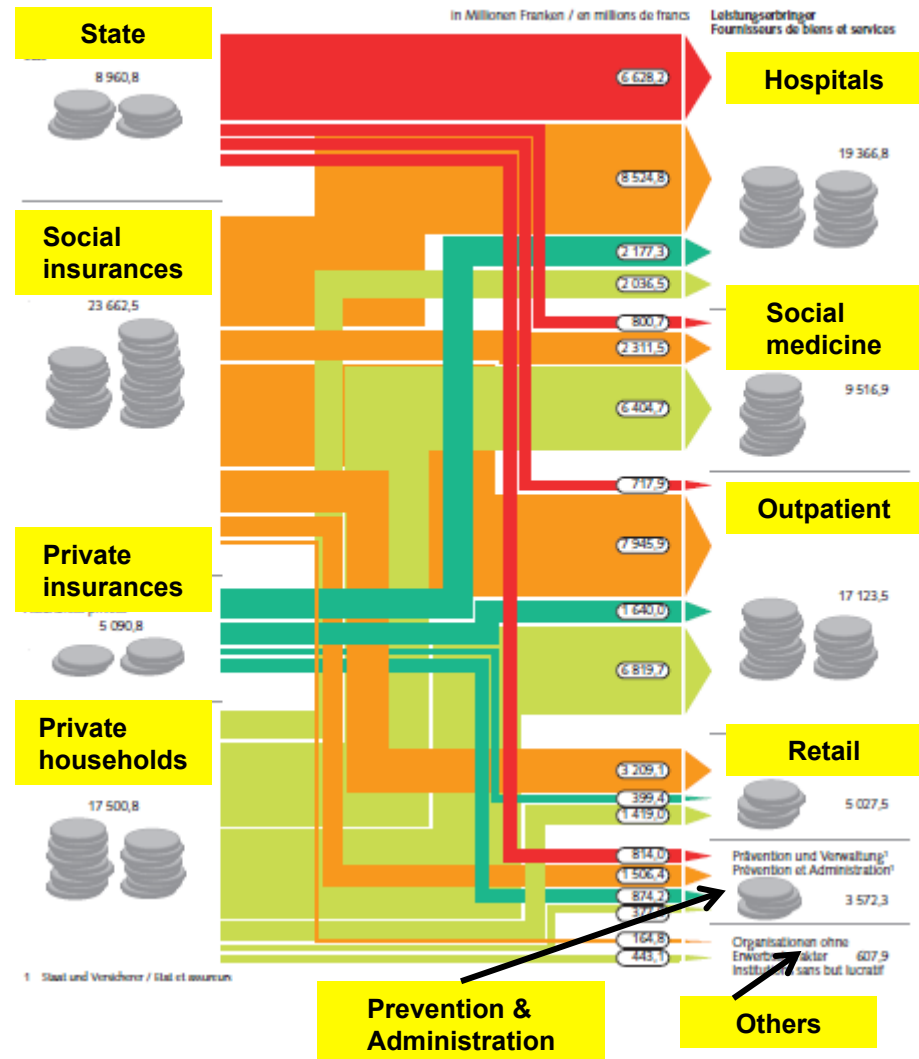 in Millionen Franken / en millions de francs
Leistungserbringer
Fournisseurs de biens et services
State
8 960,8
Social
insurances
23 662,5
Private
insurances
5 090,8
Private
households
17 500,8
6 628,2
8 524,8
2 177,3
2 036,5
800,7
2 311,5
6 404,7
717,9
7 945,9
1 640,0
6 819,7
3 209,1
399,4
1 419,0
814,0
1 506,4
874,2
164,8
443,1
Hospitals
19 366,8
Social
medicine
9 516,9
Outpatient
17 123,5
Retail
5 027,5
Prävention und Verwaltung¹
Prévention et Administration¹
3 572,3
Organisationen ohne
607,9
Institutions sans but lucratif
1 Staat und Versicherer / Etat et assureurs
Prevention &
Administration
Others